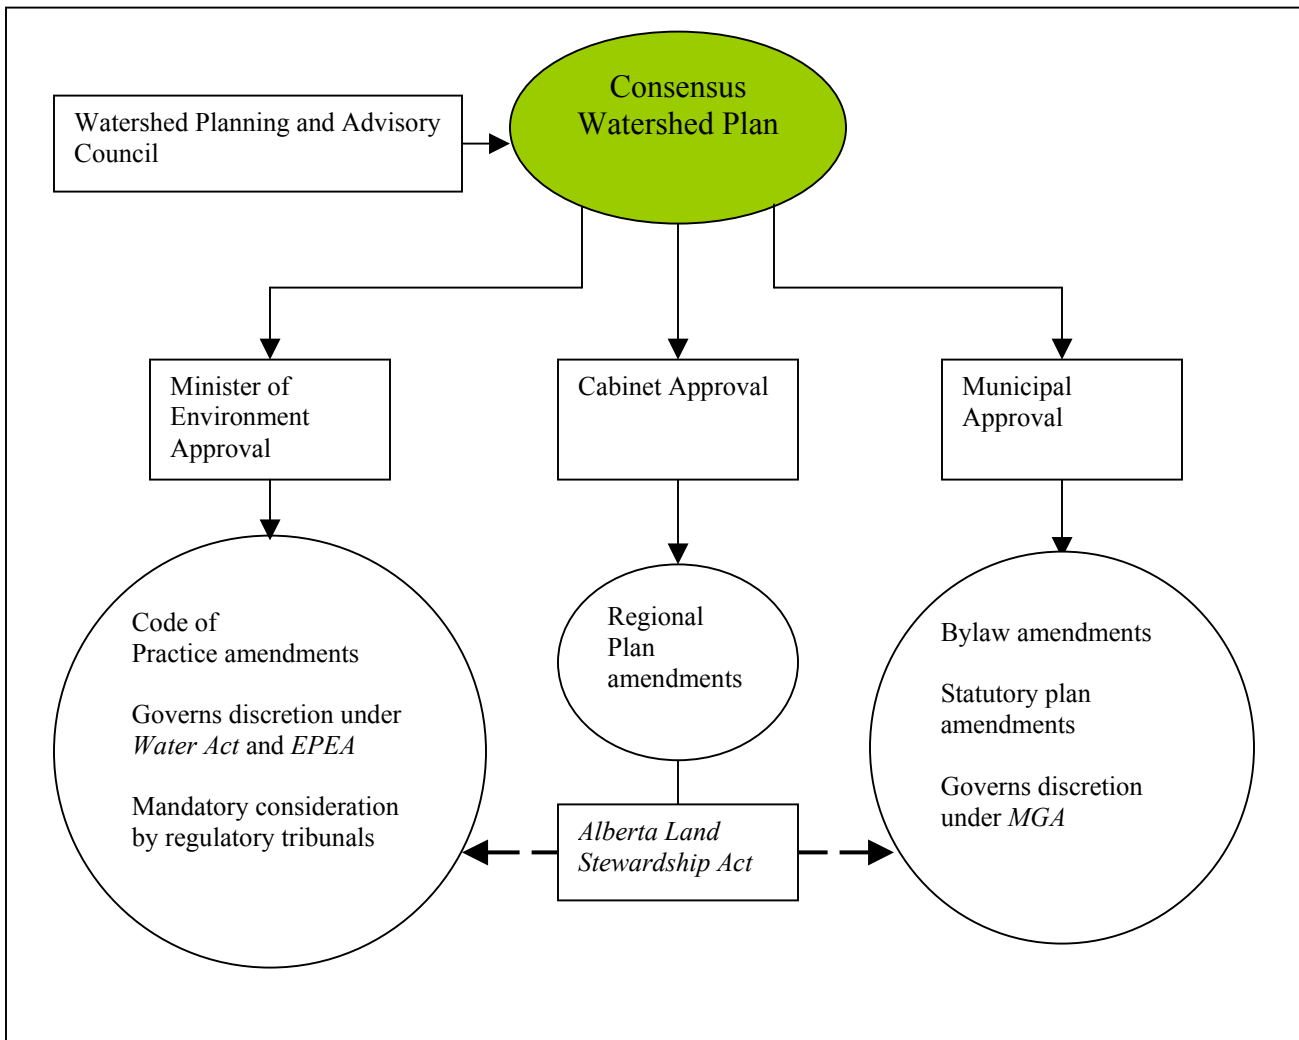 Consensus
Watershed Plan
Watershed Planning and Advisory
Council
Minister of
Environment
Approval
Cabinet Approval
Municipal
Approval
Code of
Practice amendments
Governs discretion under
Water Act and EPEA
Mandatory consideration
by regulatory tribunals
Regional
Plan
amendments
Alberta Land
Stewardship Act
Bylaw amendments
Statutory plan
amendments
Governs discretion
under MGA